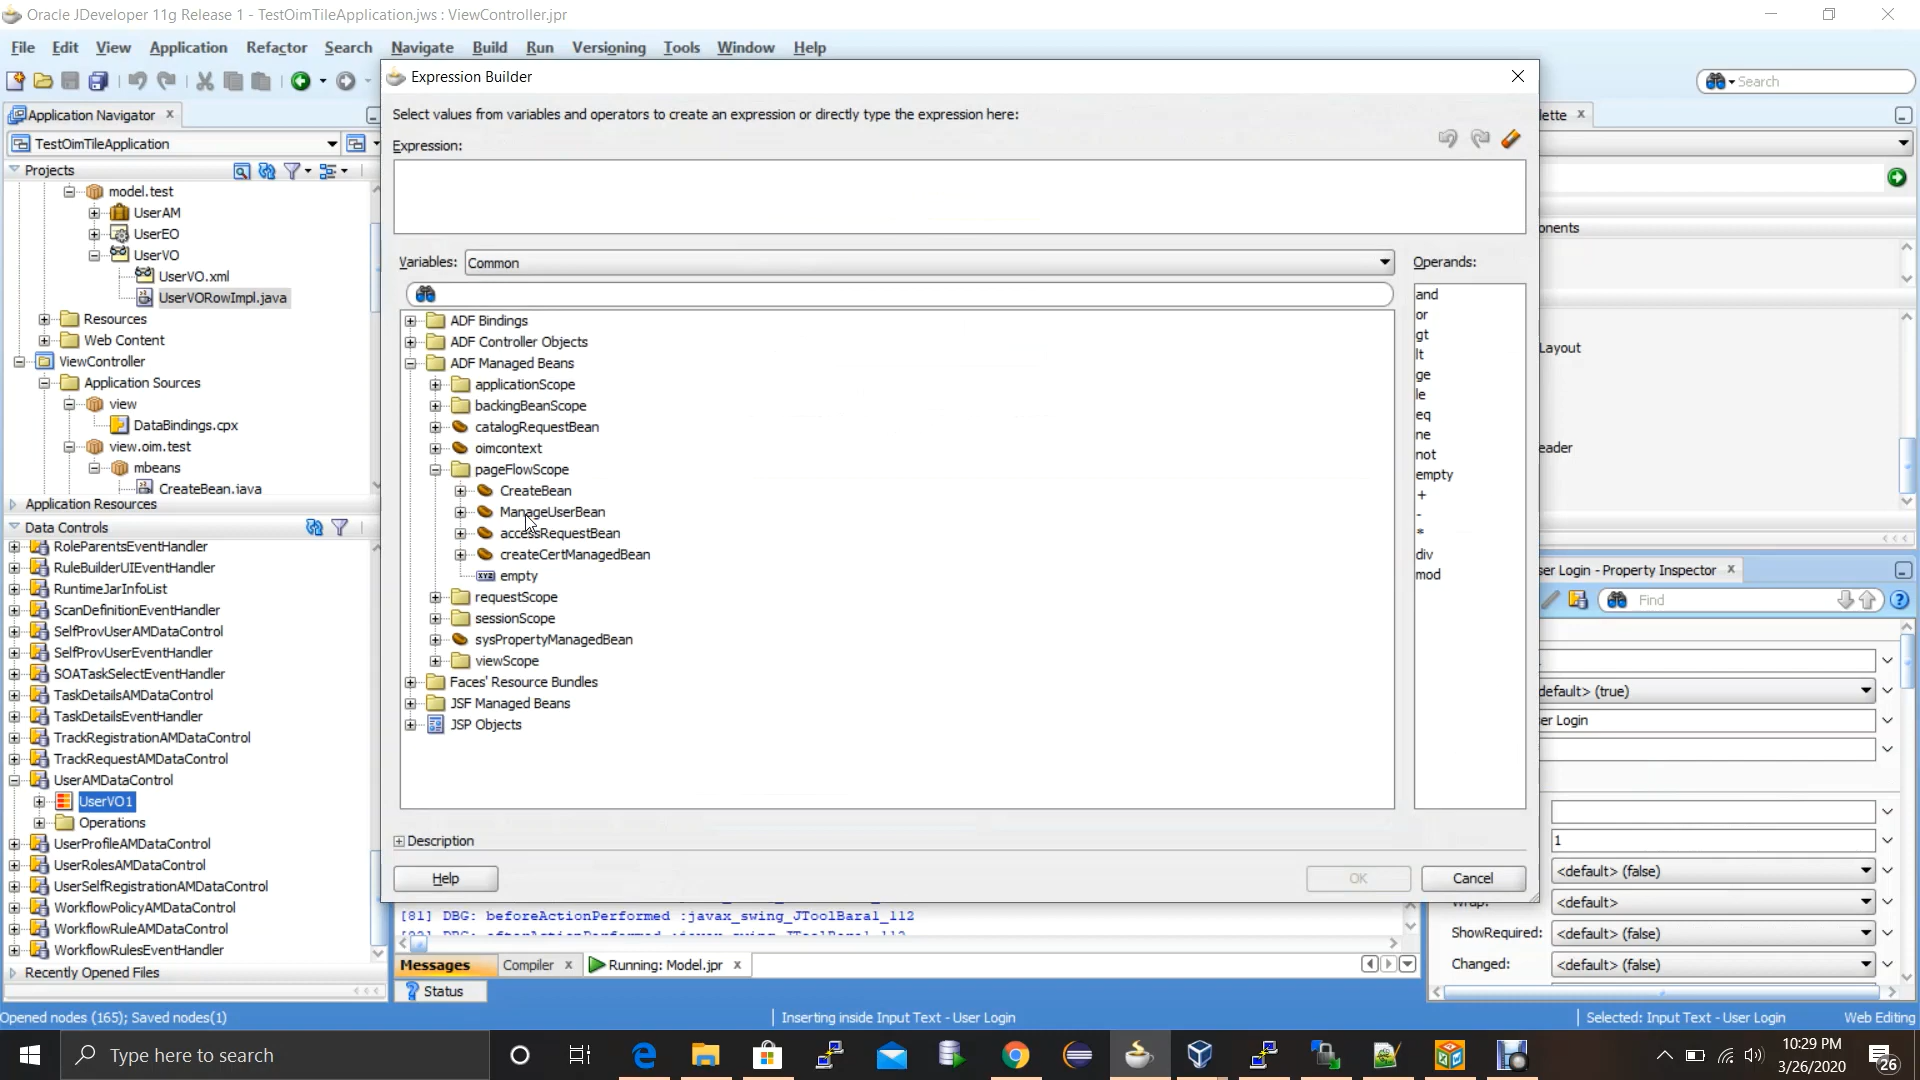 Oracle JDeveloper 11g Release 1 - TestOimTileApplication.jws : ViewController.jpr
File Edit View Application Refactor Search Navigate Build Run Versioning Tools Window Help
Expression Builder
Search
Application Navigator
lette
TestOimTileApplication
Projects
model.test
UserAM
UserEO
UserVO
UserVO.xml
UserVORowImpl.java
Resources
Web Content
ViewController
Application Sources
view
DataBindings.cpx
view.oim.test
mbeans
CreateBean.java
Application Resources
Data Controls
RoleParentsEventHandler
RuleBuilderUIEventHandler
RuntimeJarInfoList
ScanDefinitionEventHandler
SelfProvUserAMDataControl
SelfProvUserEventHandler
SOATaskSelectEventHandler
TaskDetailsAMDataControl
TaskDetailsEventHandler
TrackRegistrationAMDataControl
TrackRequestAMDataControl
UserAMDataControl
UserVO1
Operations
UserProfileAMDataControl
UserRolesAMDataControl
UserSelfRegistrationAMDataControl
WorkflowPolicyAMDataControl
WorkflowRuleAMDataControl
WorkflowRulesEventHandler
Recently Opened Files
Select values from variables and operators to create an expression or directly type the expression here:
Expression:
Variables: Common
Operands:
ADF Bindings
ADF Controller Objects
ADF Managed Beans
applicationScope
backingBeanScope
catalogRequestBean
oimcontext
pageFlowScope
CreateBean
ManageUserBean
accessRequestBean
createCertManagedBean
XYZ empty
requestScope
sessionScope
sysPropertyManagedBean
viewScope
Faces' Resource Bundles
JSF Managed Beans
JSP Objects
and
or
gt
lt
ge
le
eq
ne
not
empty
+
-
*
div
mod
Description
Help
OK
Cancel
[81] DBG: beforeActionPerformed :javax_swing_JToolBaral_112
Messages
Compiler
Running: Model.jpr
Status
onents
Layout
eader
ser Login - Property Inspector
Find
default> (true)
er Login
1
<default> (false)
Wrap: <default>
ShowRequired: <default> (false)
Changed: <default> (false)
Opened nodes (165); Saved nodes(1)
Inserting inside Input Text - User Login
Selected: Input Text - User Login
Web Editing
Type here to search
10:29 PM
3/26/2020
26